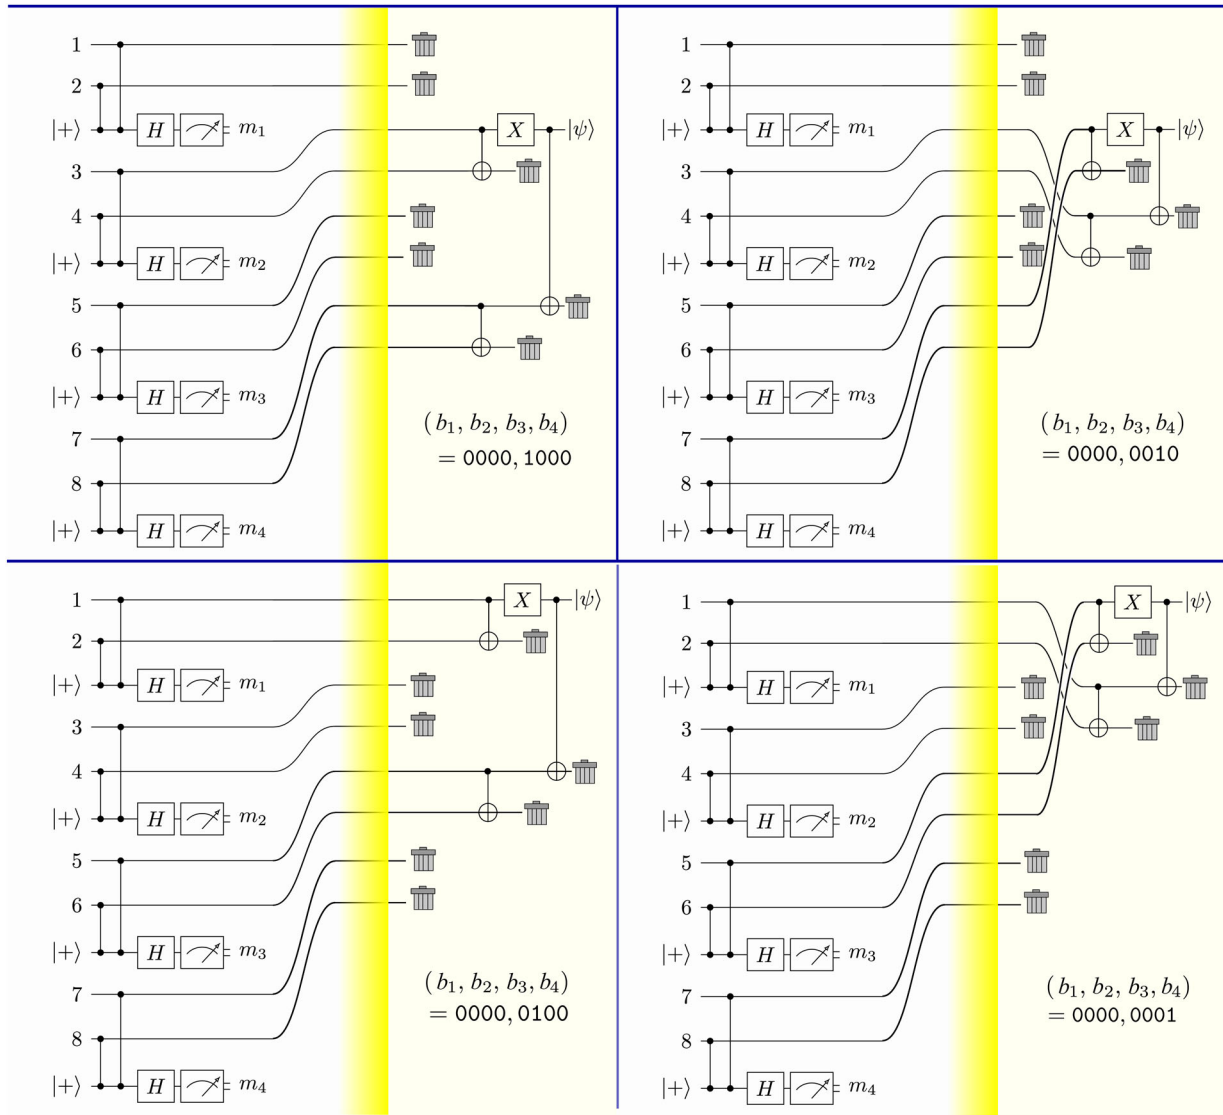 1
2
|+⟩ H m₁
X |ψ⟩
3
4
|+⟩ H m₂
5
6
|+⟩ H m₃
7
8
|+⟩ H m₄
(b₁, b₂, b₃, b₄)
= 0000, 1000
1
2
|+⟩ H m₁
X |ψ⟩
3
4
|+⟩ H m₂
5
6
|+⟩ H m₃
7
8
|+⟩ H m₄
(b₁, b₂, b₃, b₄)
= 0000, 0010
1 X |ψ⟩
2
|+⟩ H m₁
3
4
|+⟩ H m₂
5
6
|+⟩ H m₃
7
8
|+⟩ H m₄
(b₁, b₂, b₃, b₄)
= 0000, 0100
1 X |ψ⟩
2
|+⟩ H m₁
3
4
|+⟩ H m₂
5
6
|+⟩ H m₃
7
8
|+⟩ H m₄
(b₁, b₂, b₃, b₄)
= 0000, 0001